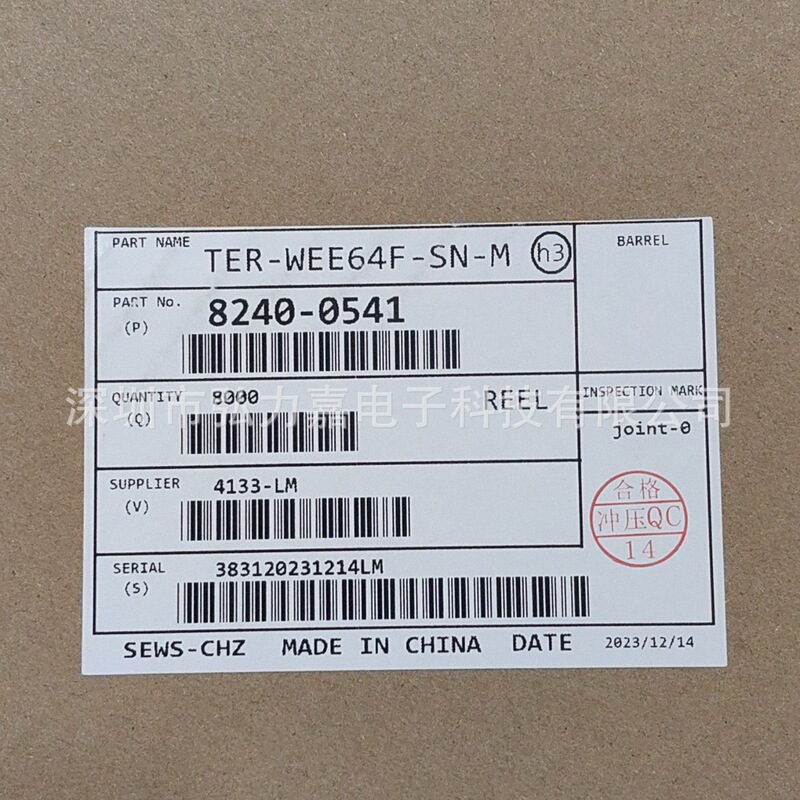 PART NAME TER-WEE64F-SN-M h3 BARREL
PART No. 8240-0541
(P)
QUANTITY 8000 REEL INSPECTION MARK
(Q)
joint-0
深圳市弘力嘉电子科技有限公司
SUPPLIER 4133-LM
(V)
合格
冲压QC
14
SERIAL 383120231214LM
(S)
SEWS-CHZ MADE IN CHINA DATE 2023/12/14